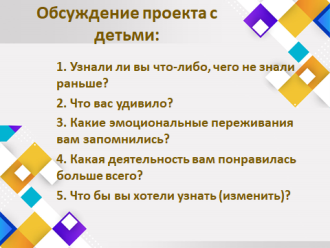 Обсуждение проекта с
детьми:
1. Узнали ли вы что-либо, чего не знали
раньше?
2. Что вас удивило?
3. Какие эмоциональные переживания
вам запомнились?
4. Какая деятельность вам понравилась
больше всего?
5. Что бы вы хотели узнать (изменить)?